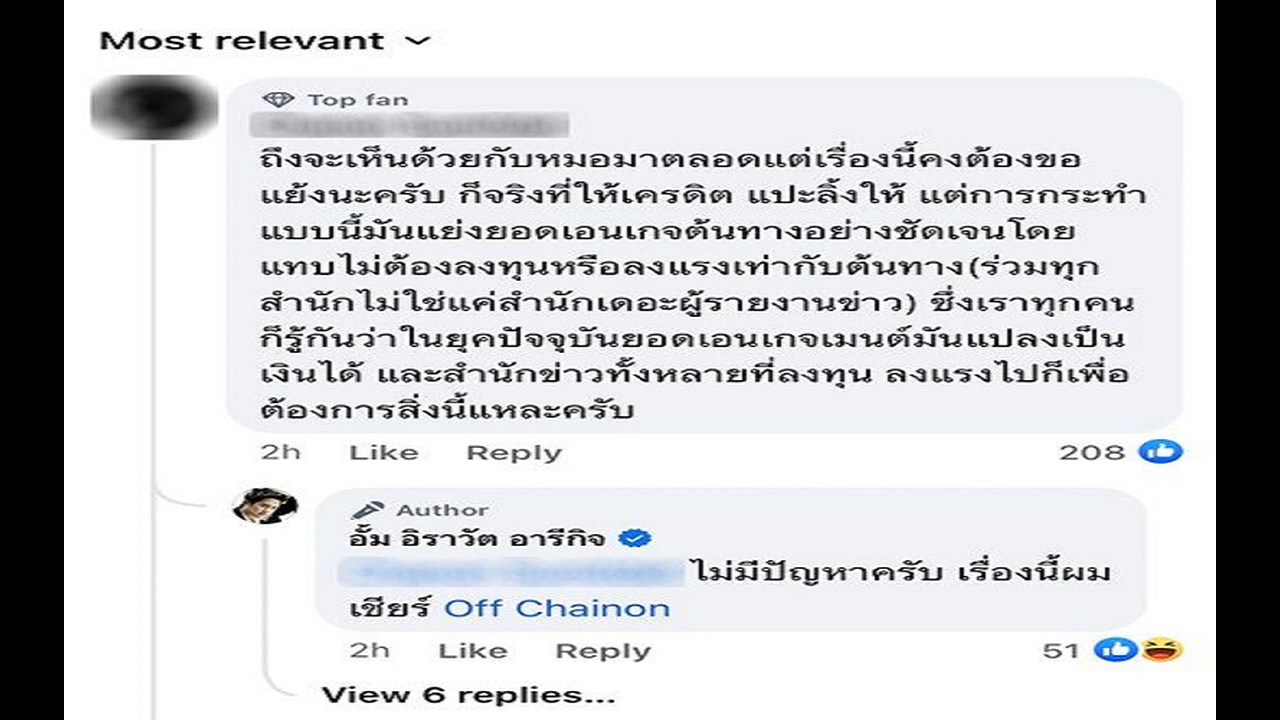 Most relevant
Top fan
ถึงจะเห็นด้วยกับหมอมาตลอดแต่เรื่องนี้คงต้องขอ
แย้งนะครับ ก็จริงที่ให้เครดิต แปะลิ้งให้ แต่การกระทำ
แบบนี้มันแย่งยอดเอนเกจต้นทางอย่างชัดเจนโดย
แทบไม่ต้องลงทุนหรือลงแรงเท่ากับต้นทาง(ร่วมทุก
สำนักไม่ใช่แค่สำนักเดอะผู้รายงานข่าว) ซึ่งเราทุกคน
ก็รู้กันว่าในยุคปัจจุบันยอดเอนเกจเมนต์มันแปลงเป็น
เงินได้ และสำนักข่าวทั้งหลายที่ลงทุน ลงแรงไปก็เพื่อ
ต้องการสิ่งนี้แหละครับ
2h Like Reply 208
Author
อั้ม อิราวัต อารีกิจ
ไม่มีปัญหาครับ เรื่องนี้ผม
เชียร์ Off Chainon
2h Like Reply 51
View 6 replies...